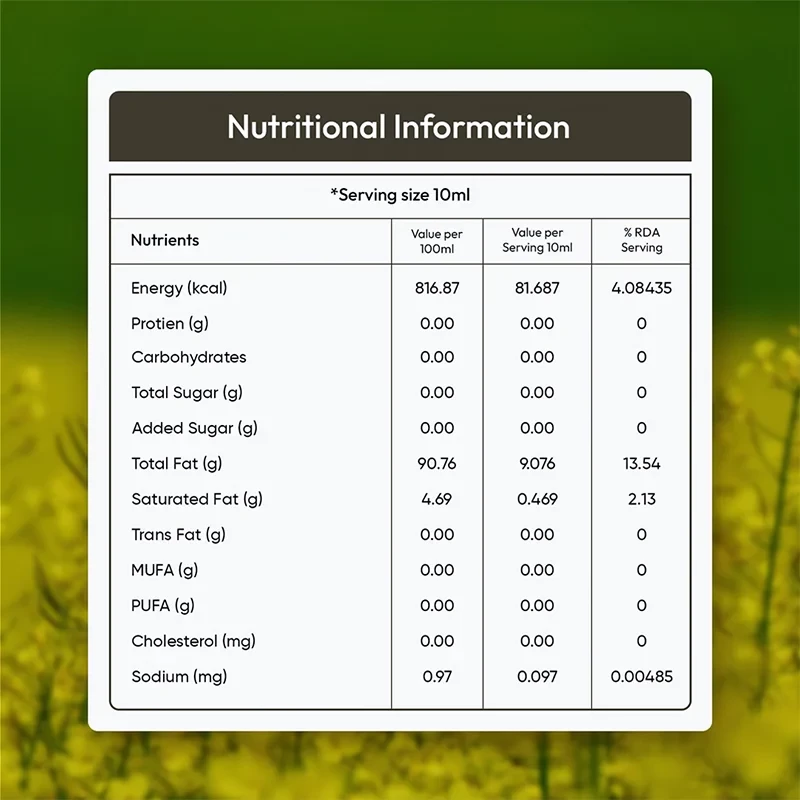 Nutritional Information
*Serving size 10ml
Nutrients Value per 100ml Value per Serving 10ml % RDA Serving
Energy (kcal) 816.87 81.687 4.08435
Protien (g) 0.00 0.00 0
Carbohydrates 0.00 0.00 0
Total Sugar (g) 0.00 0.00 0
Added Sugar (g) 0.00 0.00 0
Total Fat (g) 90.76 9.076 13.54
Saturated Fat (g) 4.69 0.469 2.13
Trans Fat (g) 0.00 0.00 0
MUFA (g) 0.00 0.00 0
PUFA (g) 0.00 0.00 0
Cholesterol (mg) 0.00 0.00 0
Sodium (mg) 0.97 0.097 0.00485